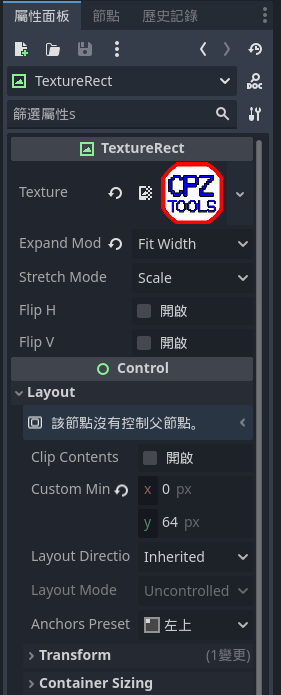 屬性面板 節點 歷史記錄
TextureRect DOC
篩選屬性s
TextureRect
Texture CPZ TOOLS
Expand Mod Fit Width
Stretch Mode Scale
Flip H 開啟
Flip V 開啟
Control
Layout
該節點沒有控制父節點。
Clip Contents 開啟
Custom Min x 0 px
y 64 px
Layout Directio Inherited
Layout Mode Uncontrolled
Anchors Preset 左上
Transform (1變更)
Container Sizing